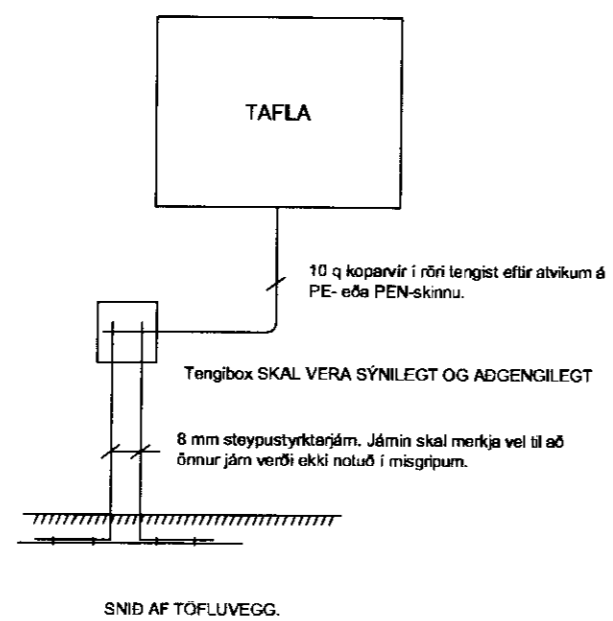 TAFLA
10 q koparvír í röri tengist eftir atvikum á
PE- eða PEN-skinnu.
Tengibox SKAL VERA SÝNILEGT OG AÐGENGILEGT
8 mm steypustyrktarjárn. Járnin skal merkja vel til að
önnur járn verði ekki notuð í misgripum.
SNIÐ AF TÖFLUVEGG.